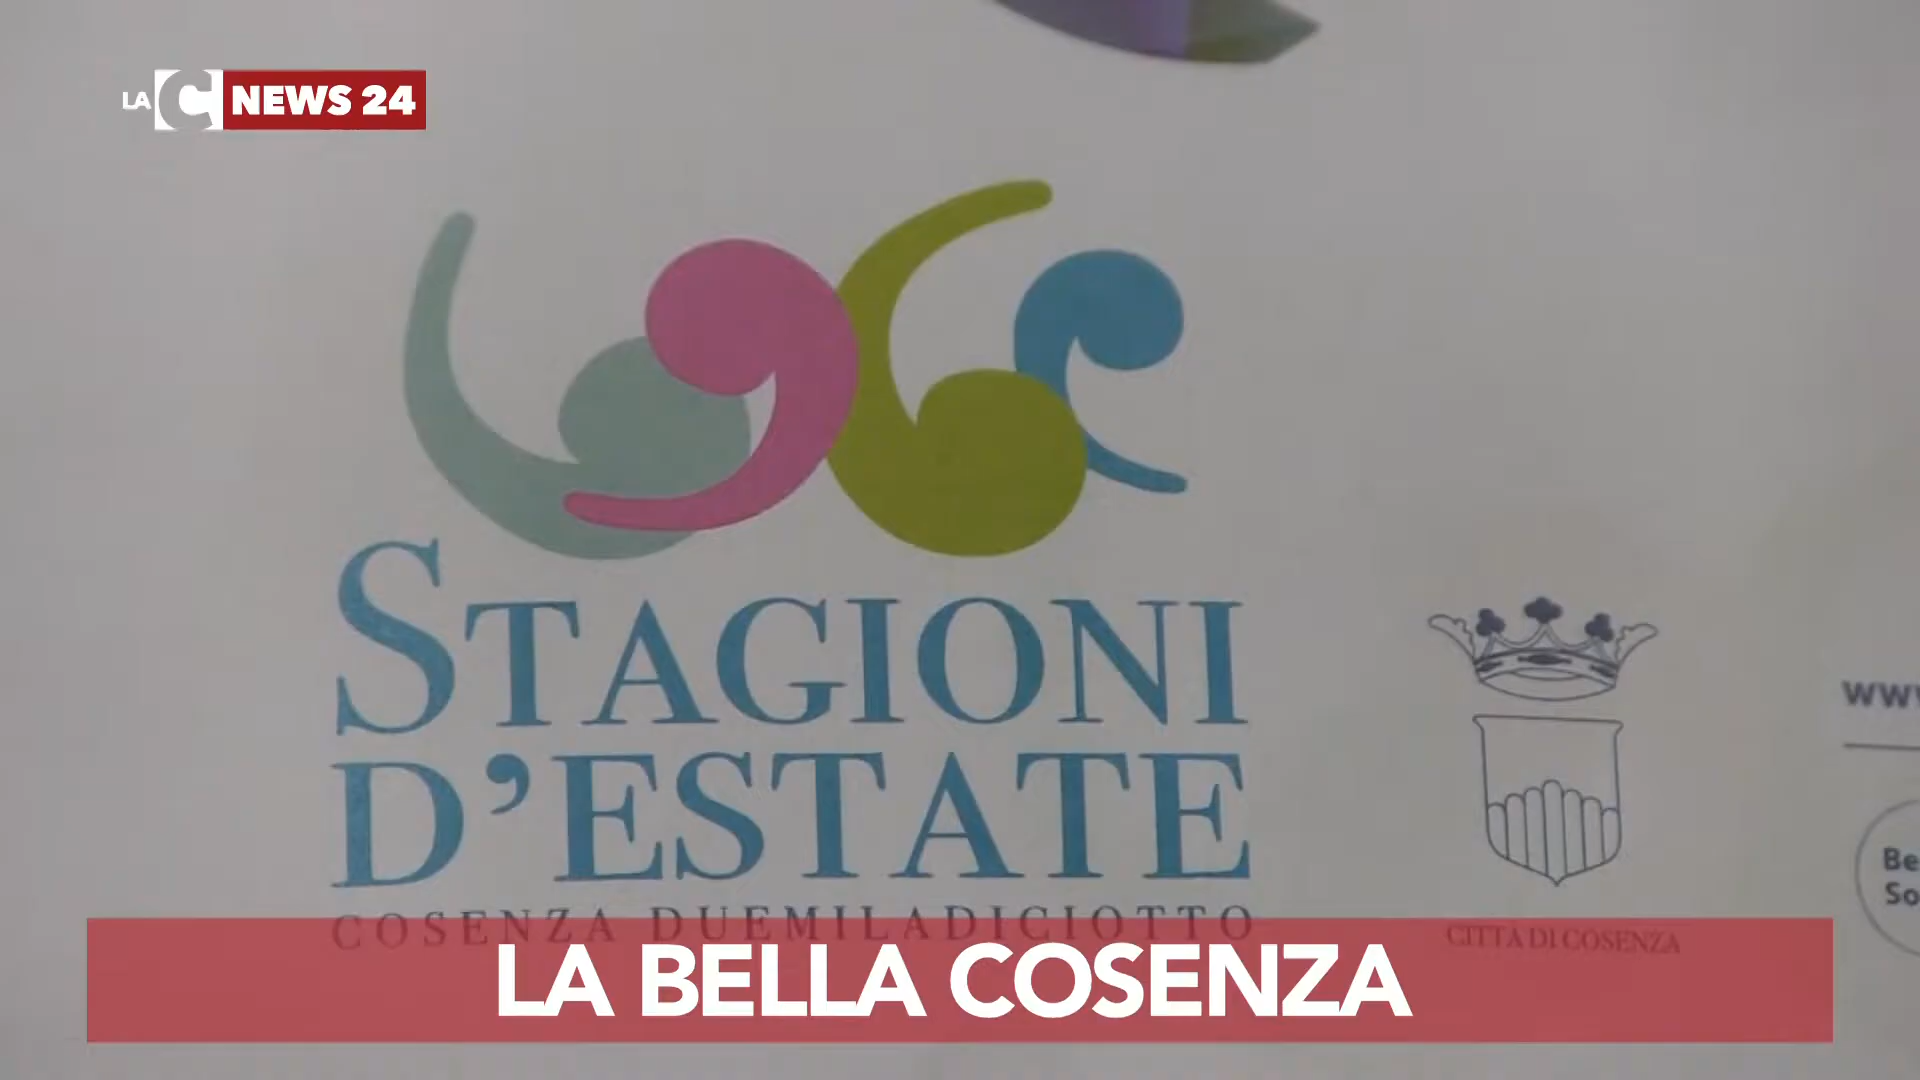 LA C NEWS 24
STAGIONI
D'ESTATE
COSENZA DUEMILADICIOTTO
CITTÀ DI COSENZA
LA BELLA COSENZA